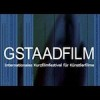 GSTAADFILM
Internationales Kurzfilmfestival für Künstlerfilme